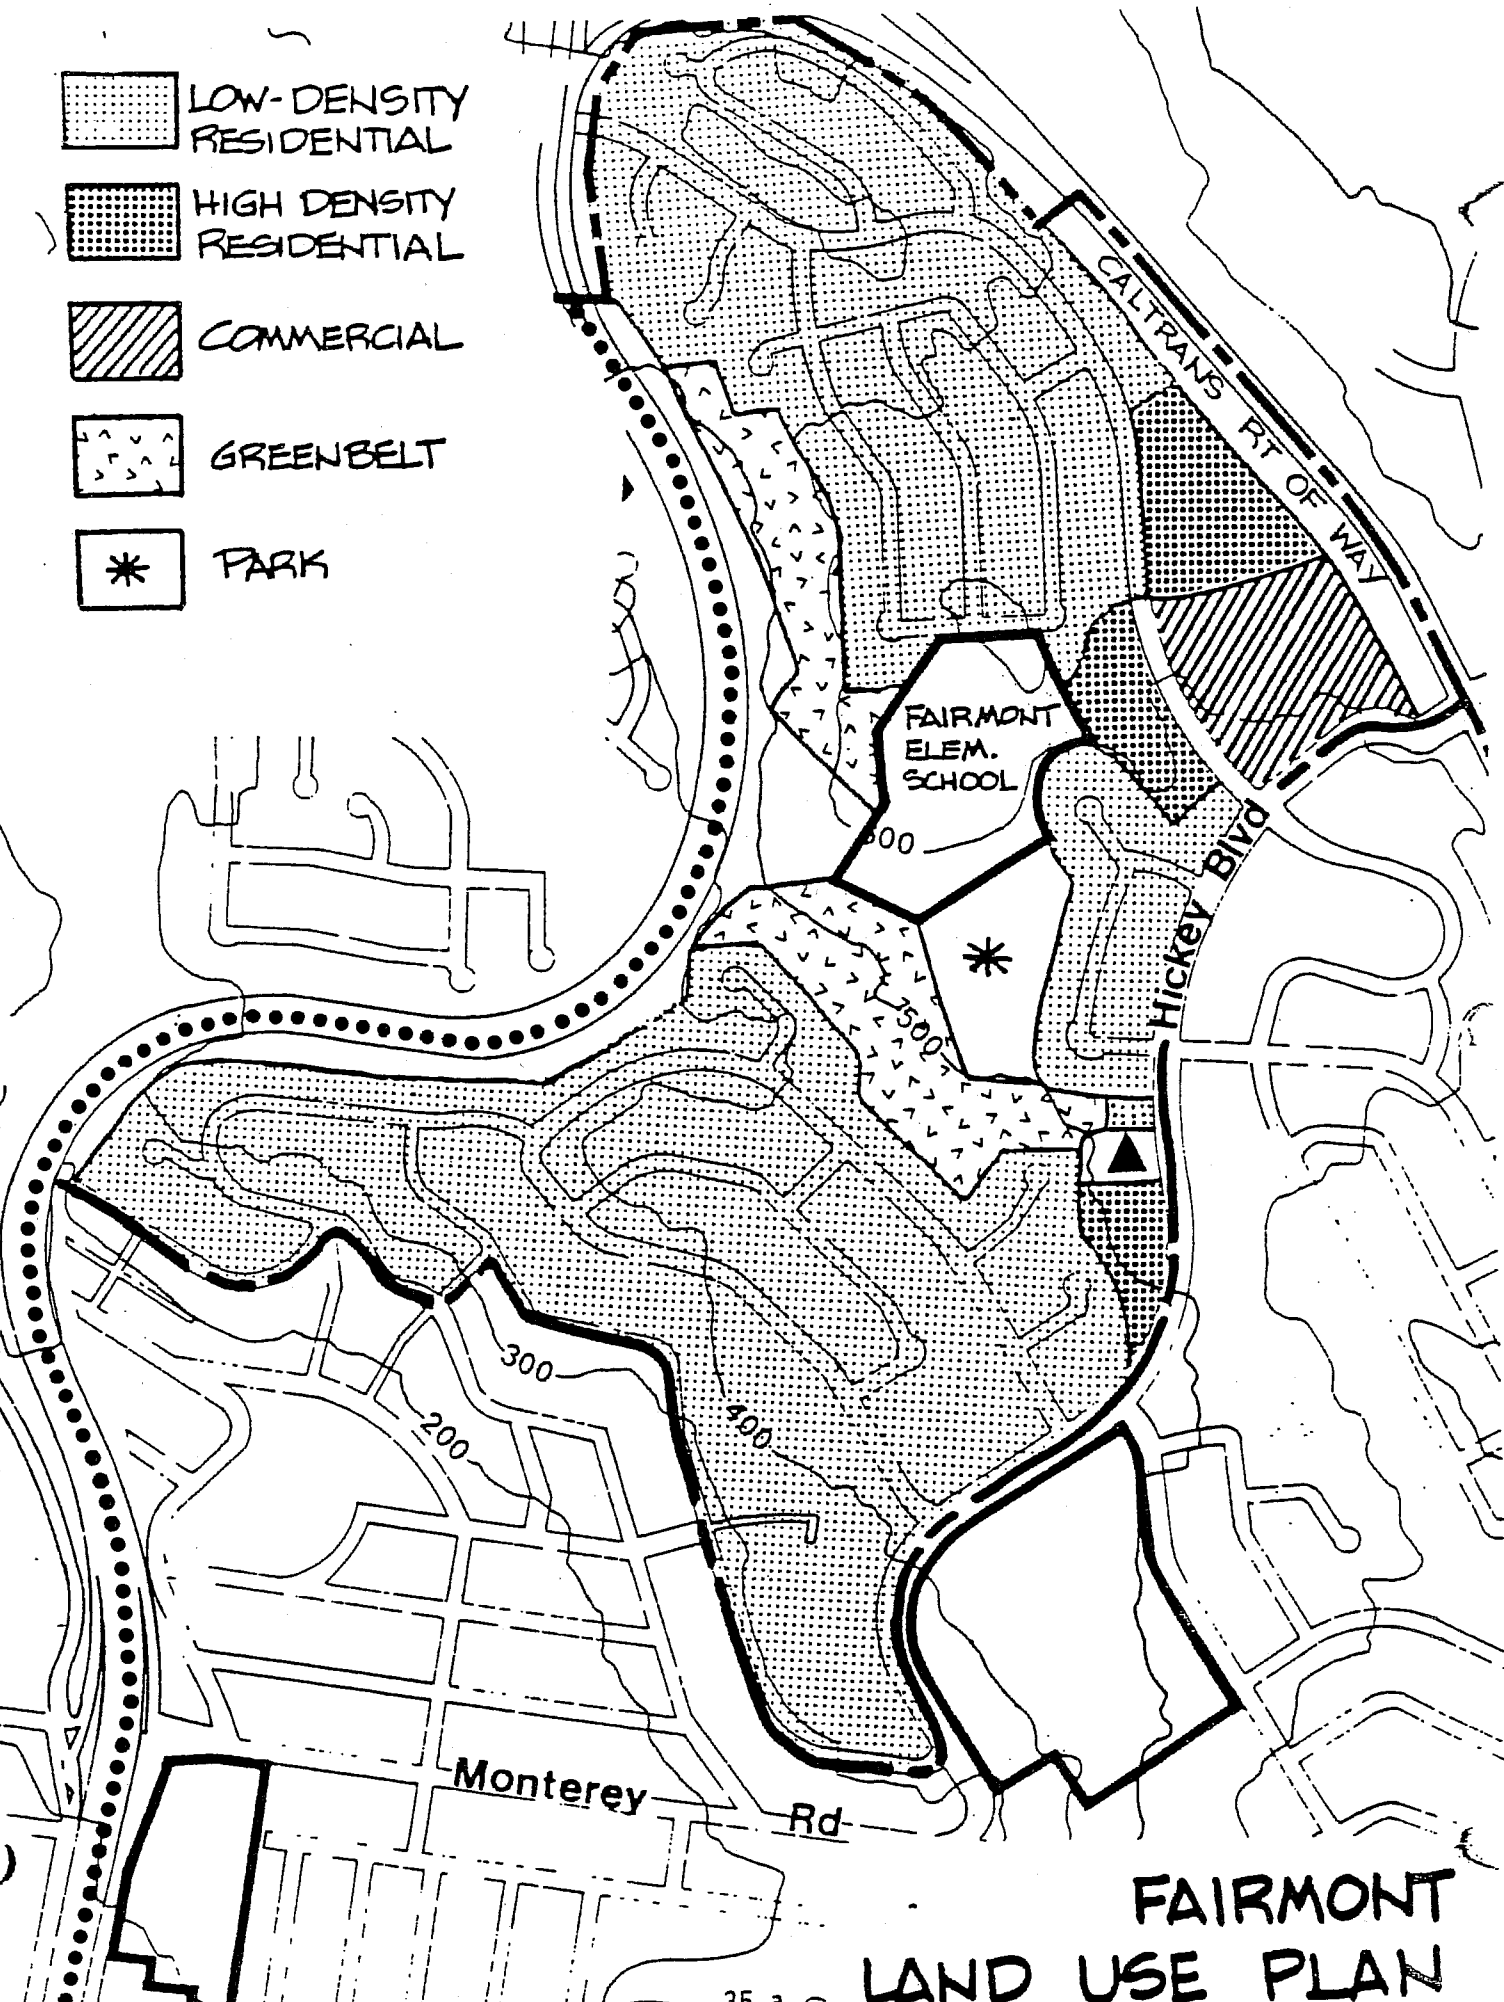 LOW-DENSITY
RESIDENTIAL
HIGH DENSITY
RESIDENTIAL
COMMERCIAL
GREENBELT
PARK
CALTRANS RT OF WAY
FAIRMONT
ELEM.
SCHOOL
500
Hickey Blvd
300
200
400
Monterey Rd
FAIRMONT
LAND USE PLAN